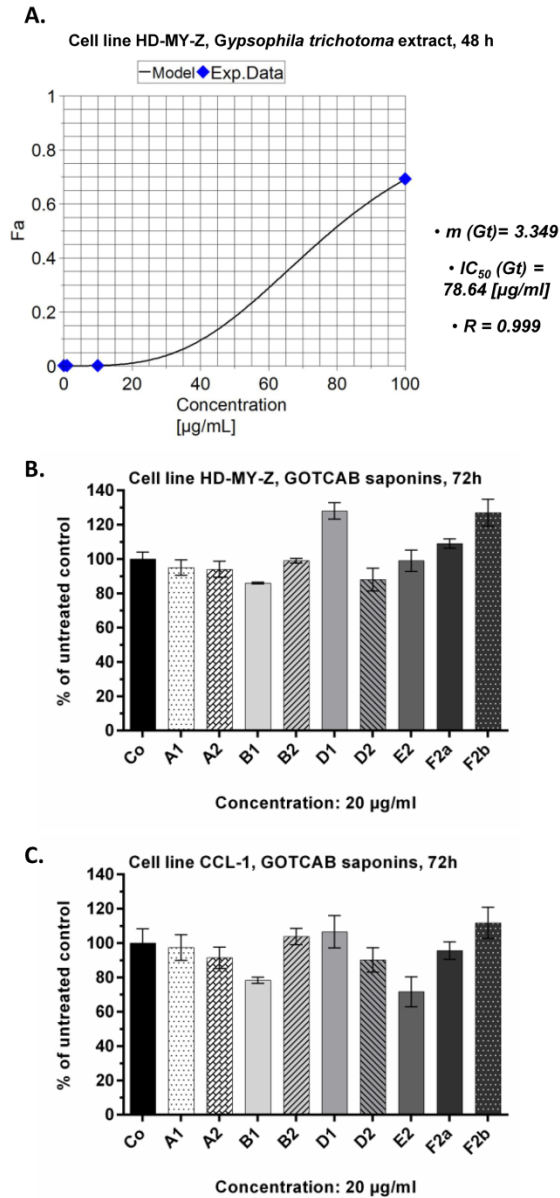 A.
Cell line HD-MY-Z, Gypsophila trichotoma extract, 48 h
Model Exp.Data
1
0.8
0.6
0.4
0.2
0
Fa
0 20 40 60 80 100
Concentration
[µg/mL]
• m (Gt)= 3.349
• IC50 (Gt) =
78.64 [µg/ml]
• R = 0.999
B.
Cell line HD-MY-Z, GOTCAB saponins, 72h
140
120
100
80
60
40
20
0
% of untreated control
Co A1 A2 B1 B2 D1 D2 E2 F2a F2b
Concentration: 20 µg/ml
C.
Cell line CCL-1, GOTCAB saponins, 72h
140
120
100
80
60
40
20
0
% of untreated control
Co A1 A2 B1 B2 D1 D2 E2 F2a F2b
Concentration: 20 µg/ml